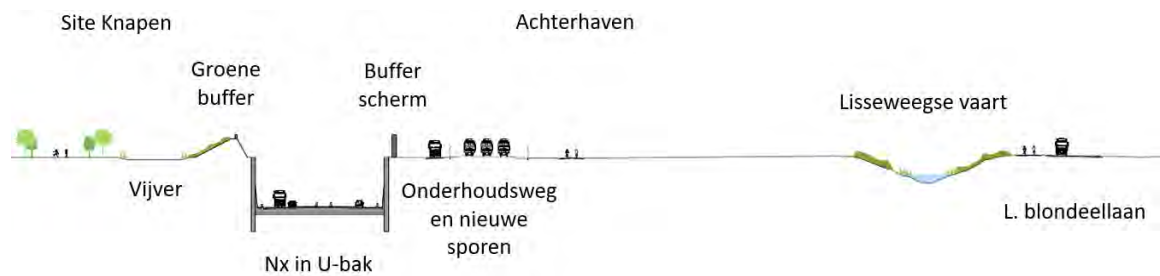 Site Knapen
Achterhaven
Groene
buffer
Buffer
scherm
Lisseweegse vaart
Vijver
Onderhoudsweg
en nieuwe
sporen
L. blondeellaan
Nx in U-bak